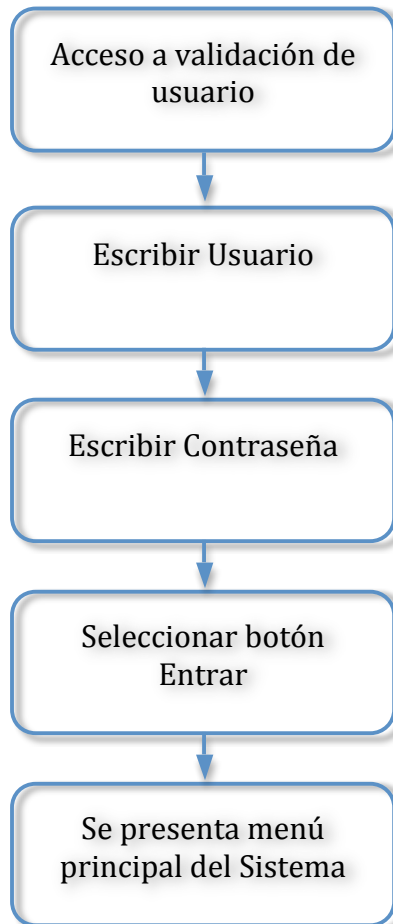 Acceso a validación de
usuario
Escribir Usuario
Escribir Contraseña
Seleccionar botón
Entrar
Se presenta menú
principal del Sistema